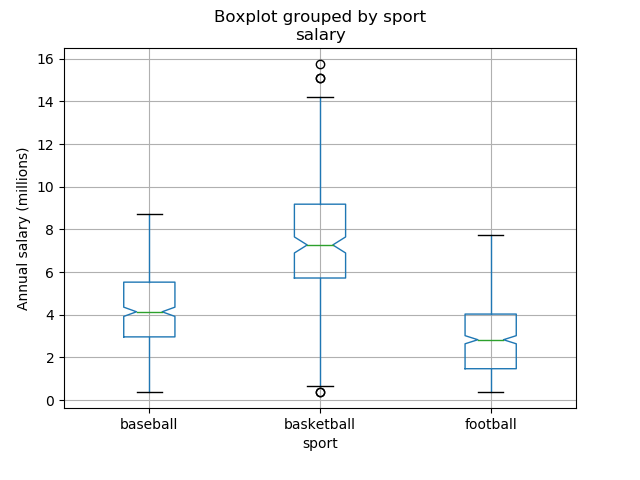 Boxplot grouped by sport
salary
16
14
12
10
8
6
4
2
0
Annual salary (millions)
baseball
basketball
football
sport